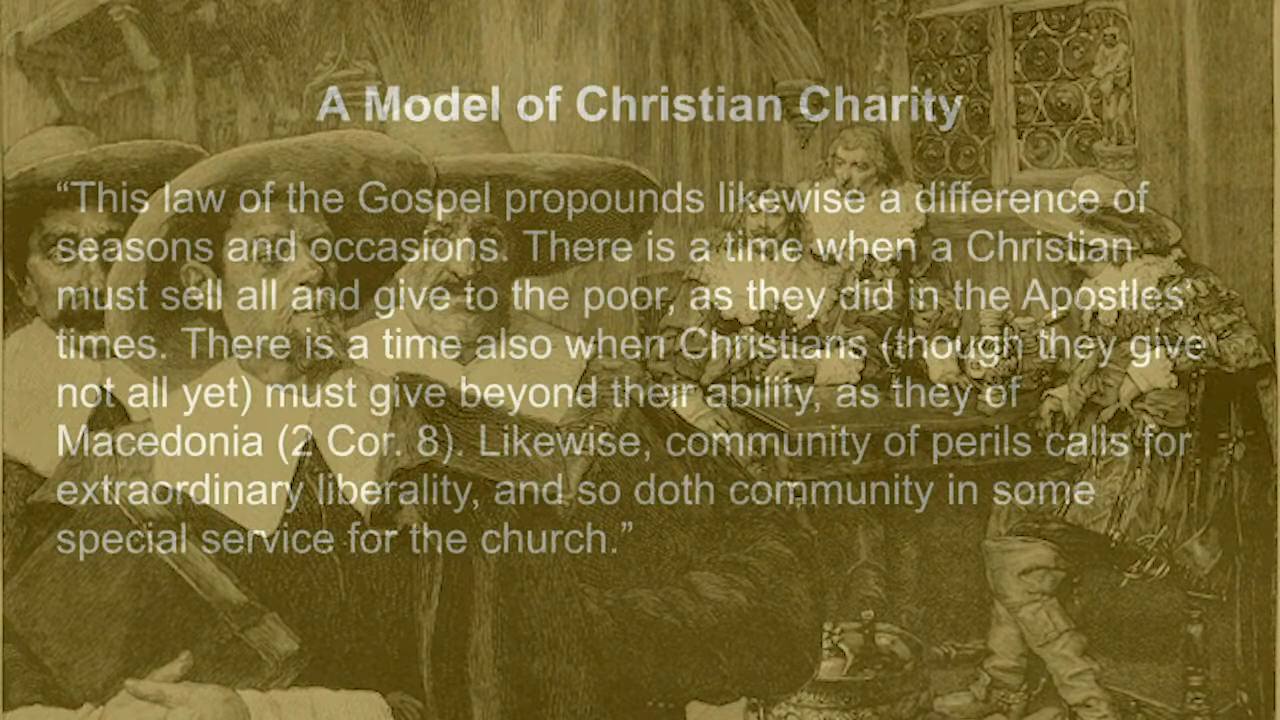 A Model of Christian Charity
“This law of the Gospel propounds likewise a difference of
seasons and occasions. There is a time when a Christian
must sell all and give to the poor, as they did in the Apostles’
times. There is a time also when Christians (though they give
not all yet) must give beyond their ability, as they of
Macedonia (2 Cor. 8). Likewise, community of perils calls for
extraordinary liberality, and so doth community in some
special service for the church.”